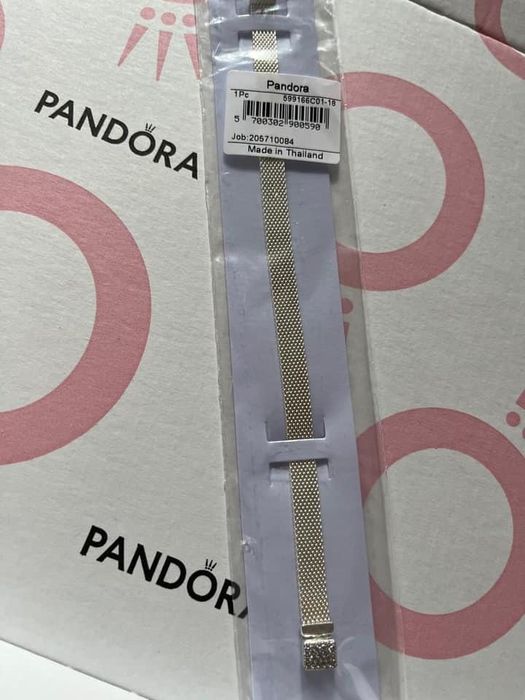 PANDORA
Pandora
1Pc 599166C01-18
5 700302 900590
Job:205710084
Made in Thailand
PANDORA